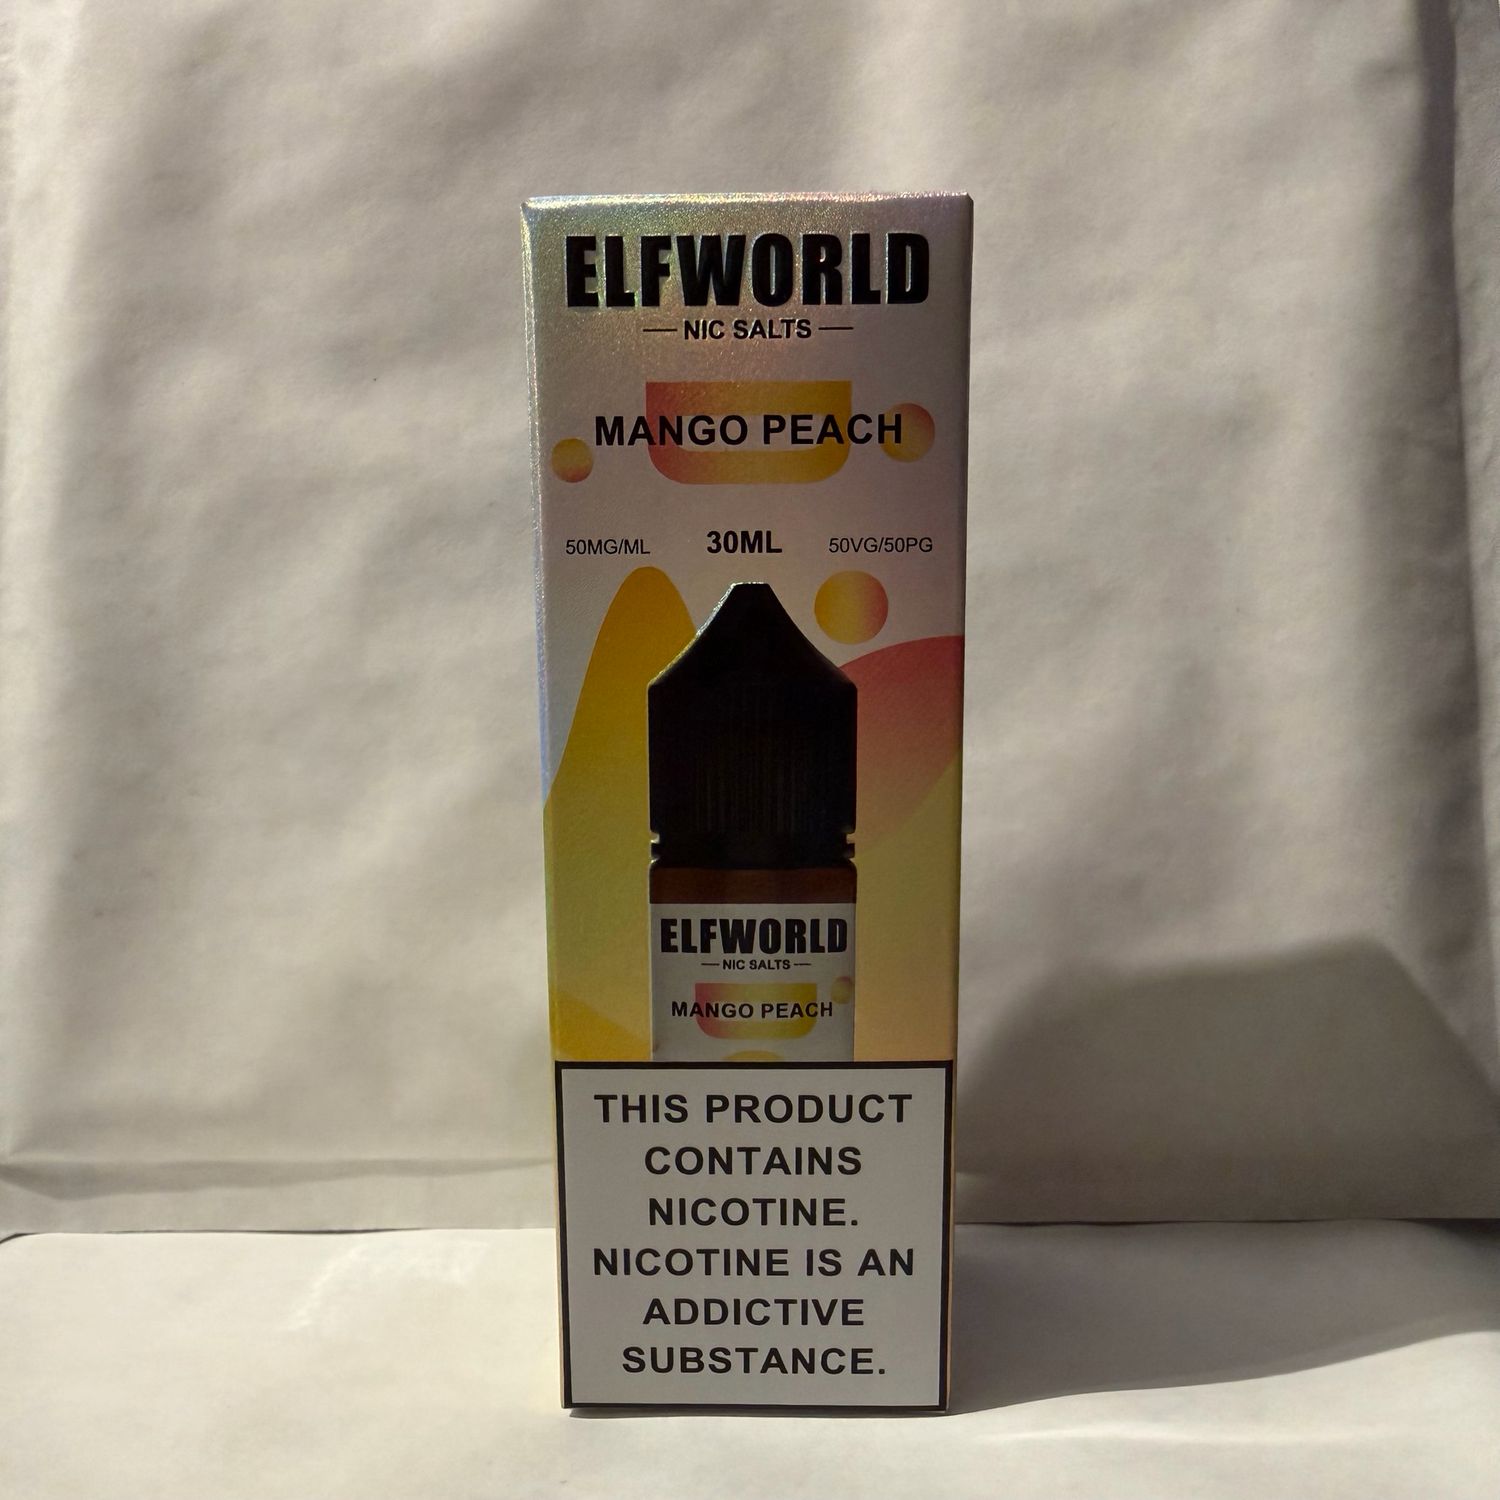 ELFWORLD
NIC SALTS
MANGO PEACH
50MG/ML 30ML 50VG/50PG
ELFWORLD
NIC SALTS
MANGO PEACH
THIS PRODUCT
CONTAINS
NICOTINE.
NICOTINE IS AN
ADDICTIVE
SUBSTANCE.